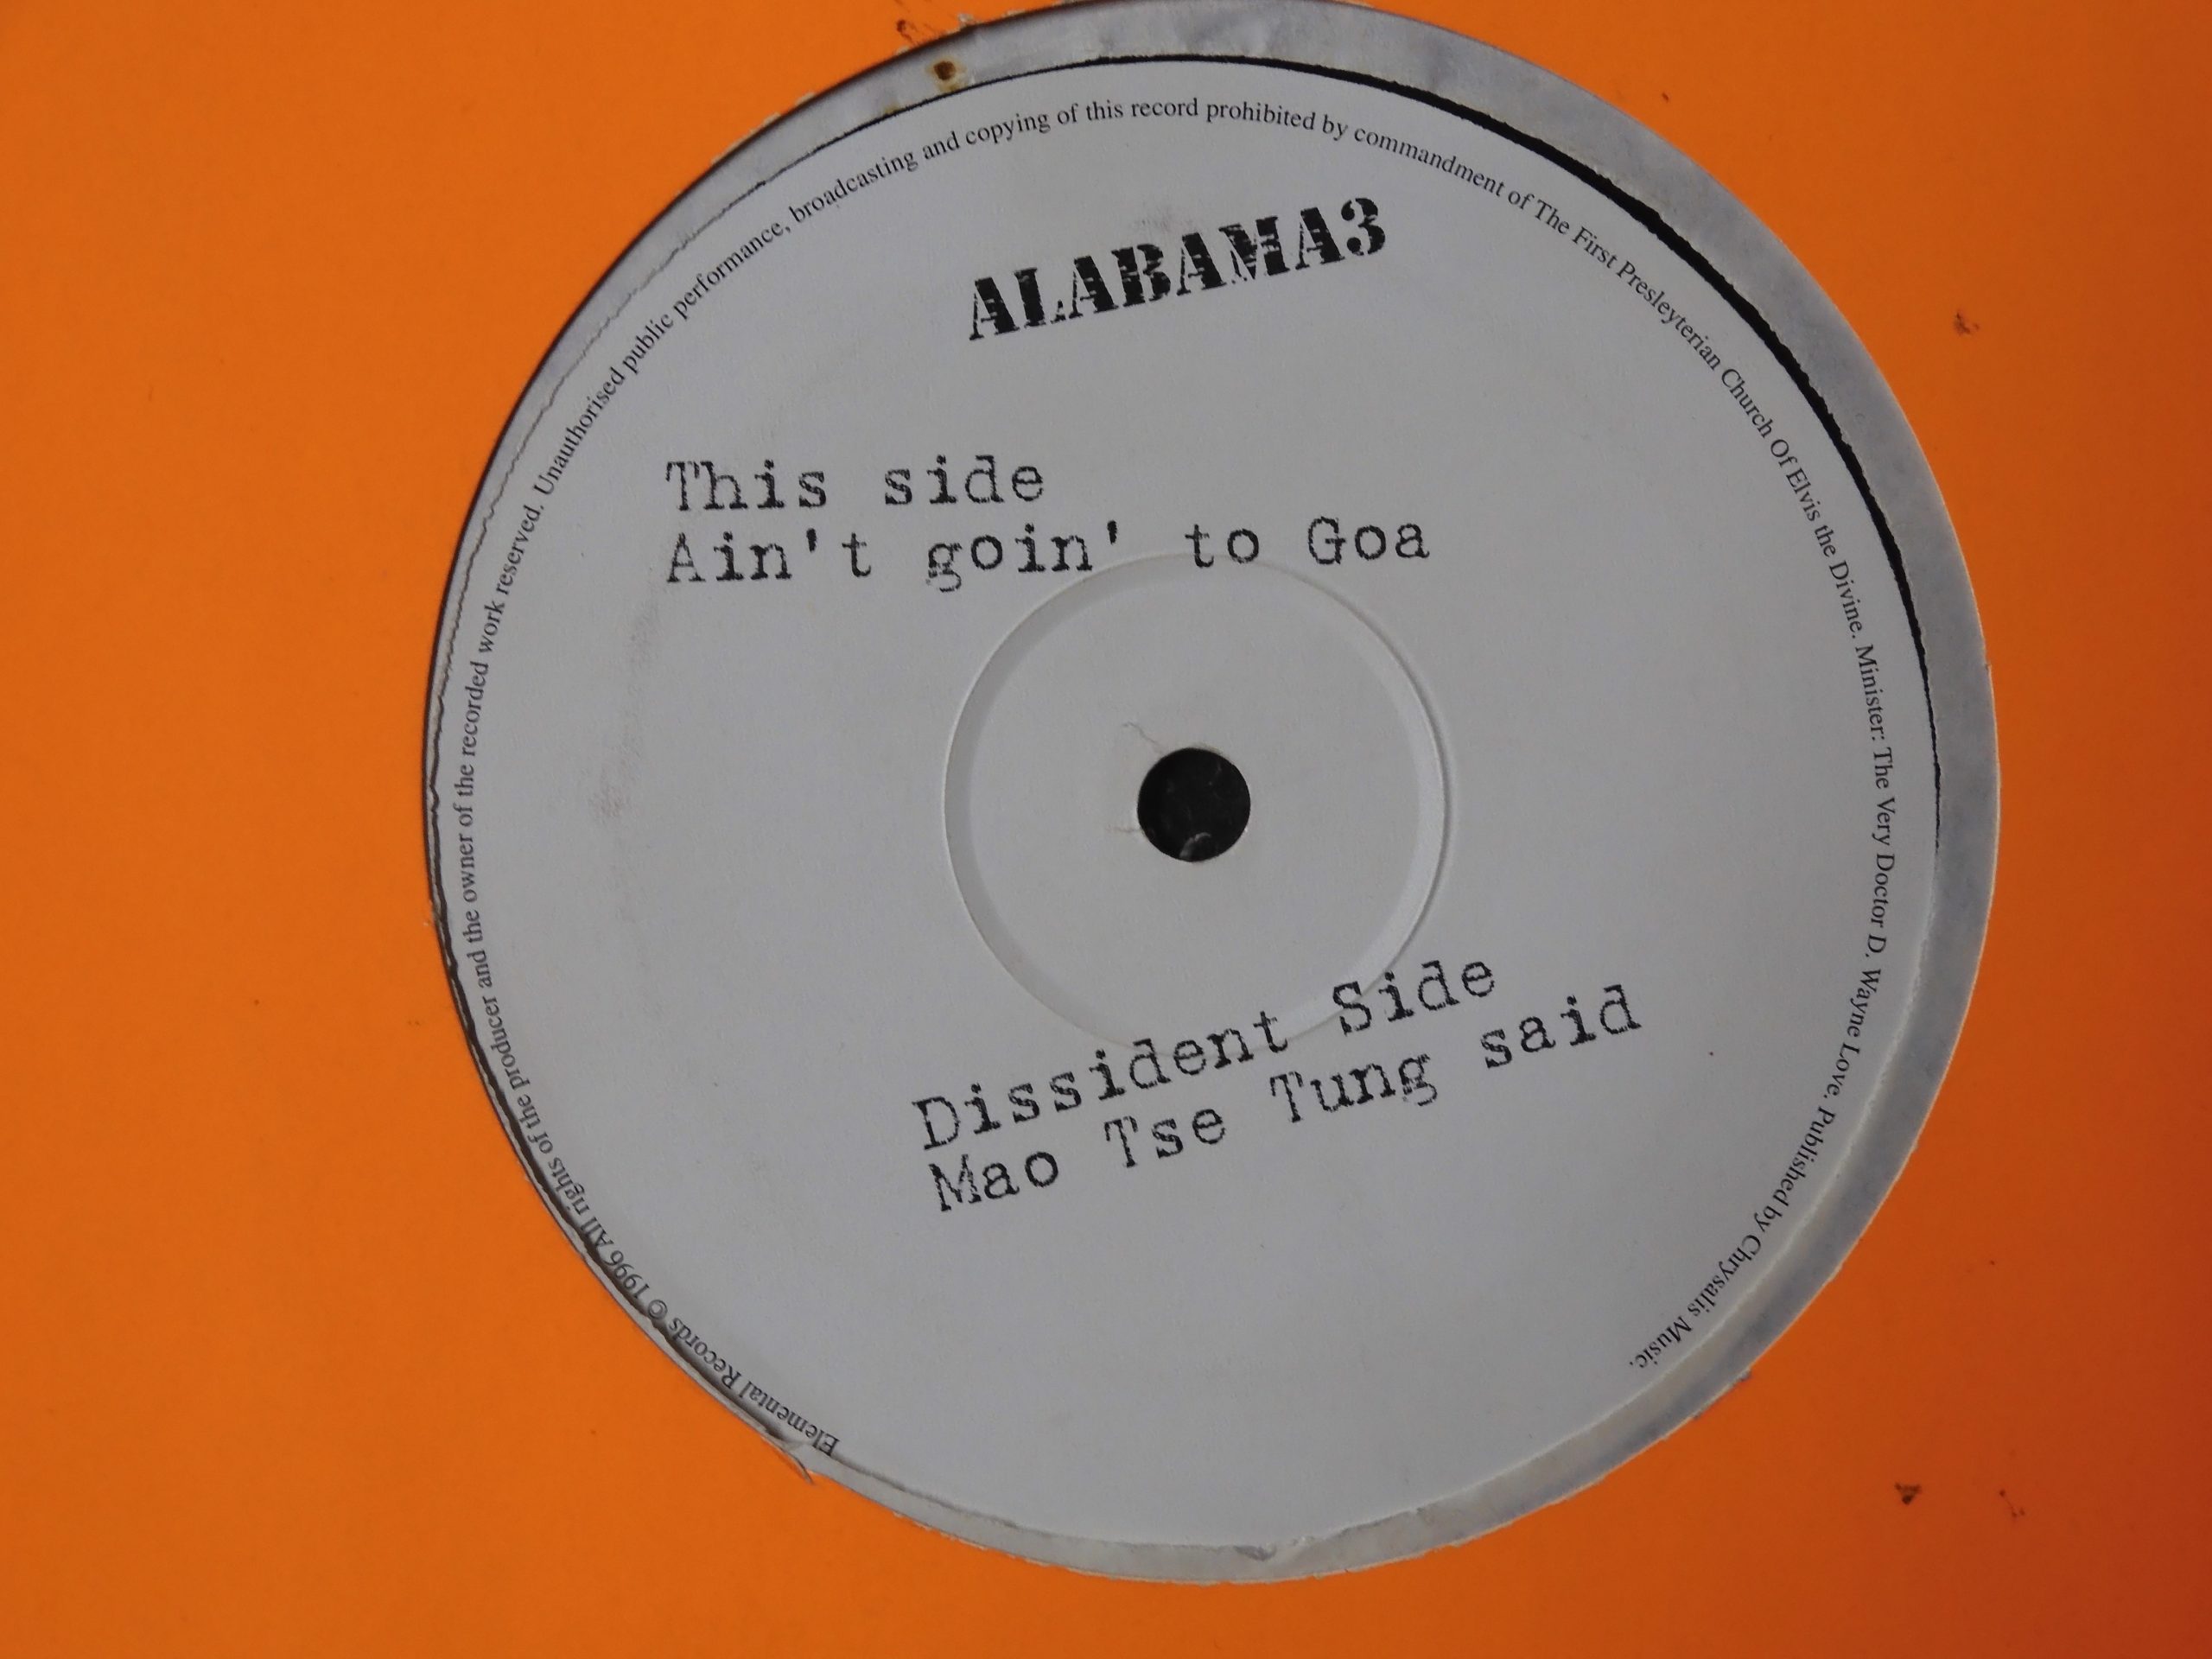 ALABAMA3
This side
Ain't goin' to Goa
Dissident Side
Mao Tse Tung said
Elemental Records © 1996 All rights of the producer and the owner of the recorded work reserved. Unauthorised public performance, broadcasting and copying of this record prohibited by commandment of The First Presleyterian Church Of Elvis the Divine. Minister: The Very Doctor D. Wayne Love. Published by Chrysalis Music.